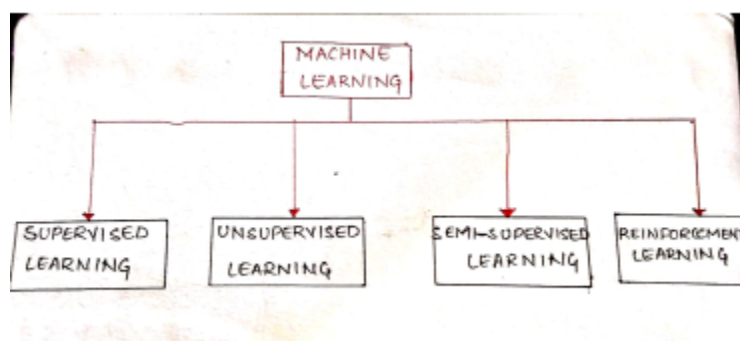 MACHINE
LEARNING
SUPERVISED
LEARNING
UNSUPERVISED
LEARNING
SEMI-SUPERVISED
LEARNING
REINFORCEMENT
LEARNING